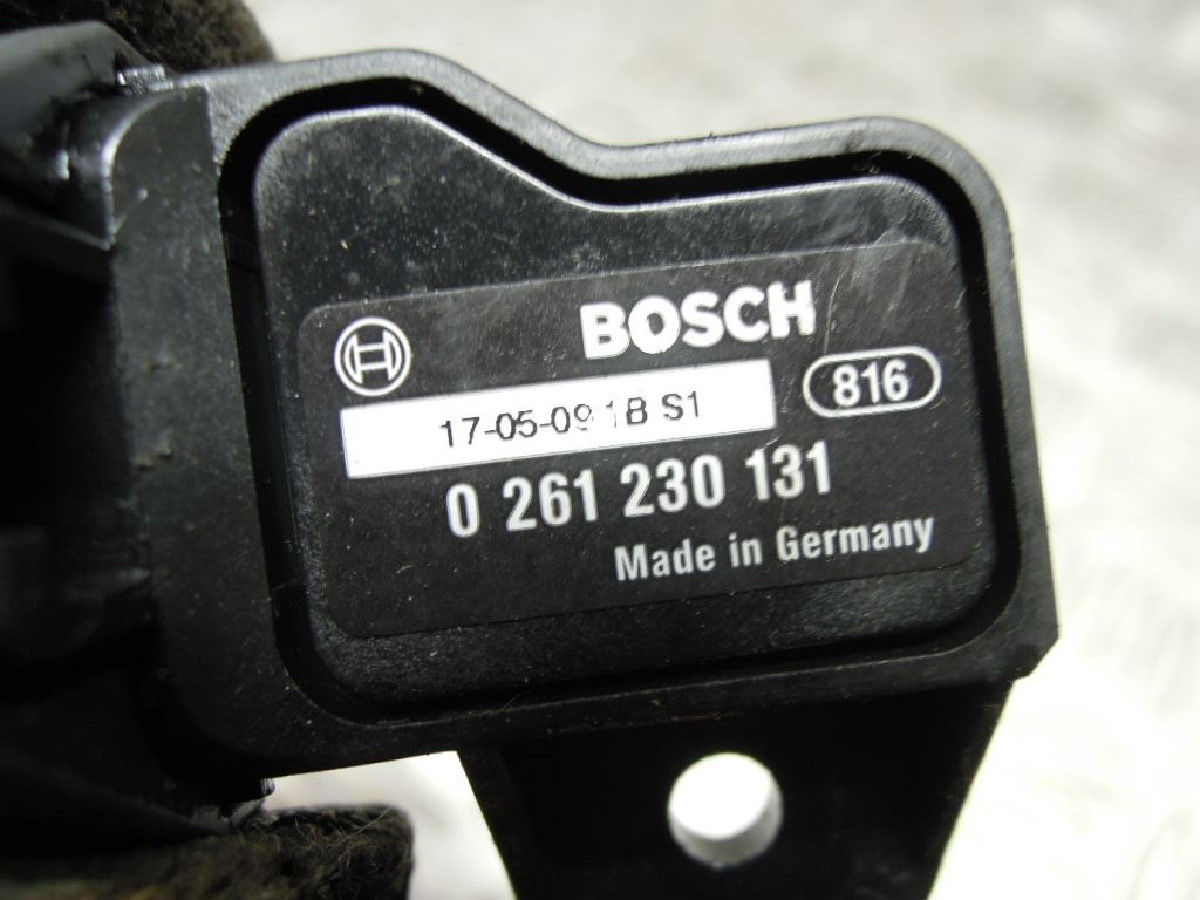 BOSCH
17-05-09 1B S1
816
0 261 230 131
Made in Germany